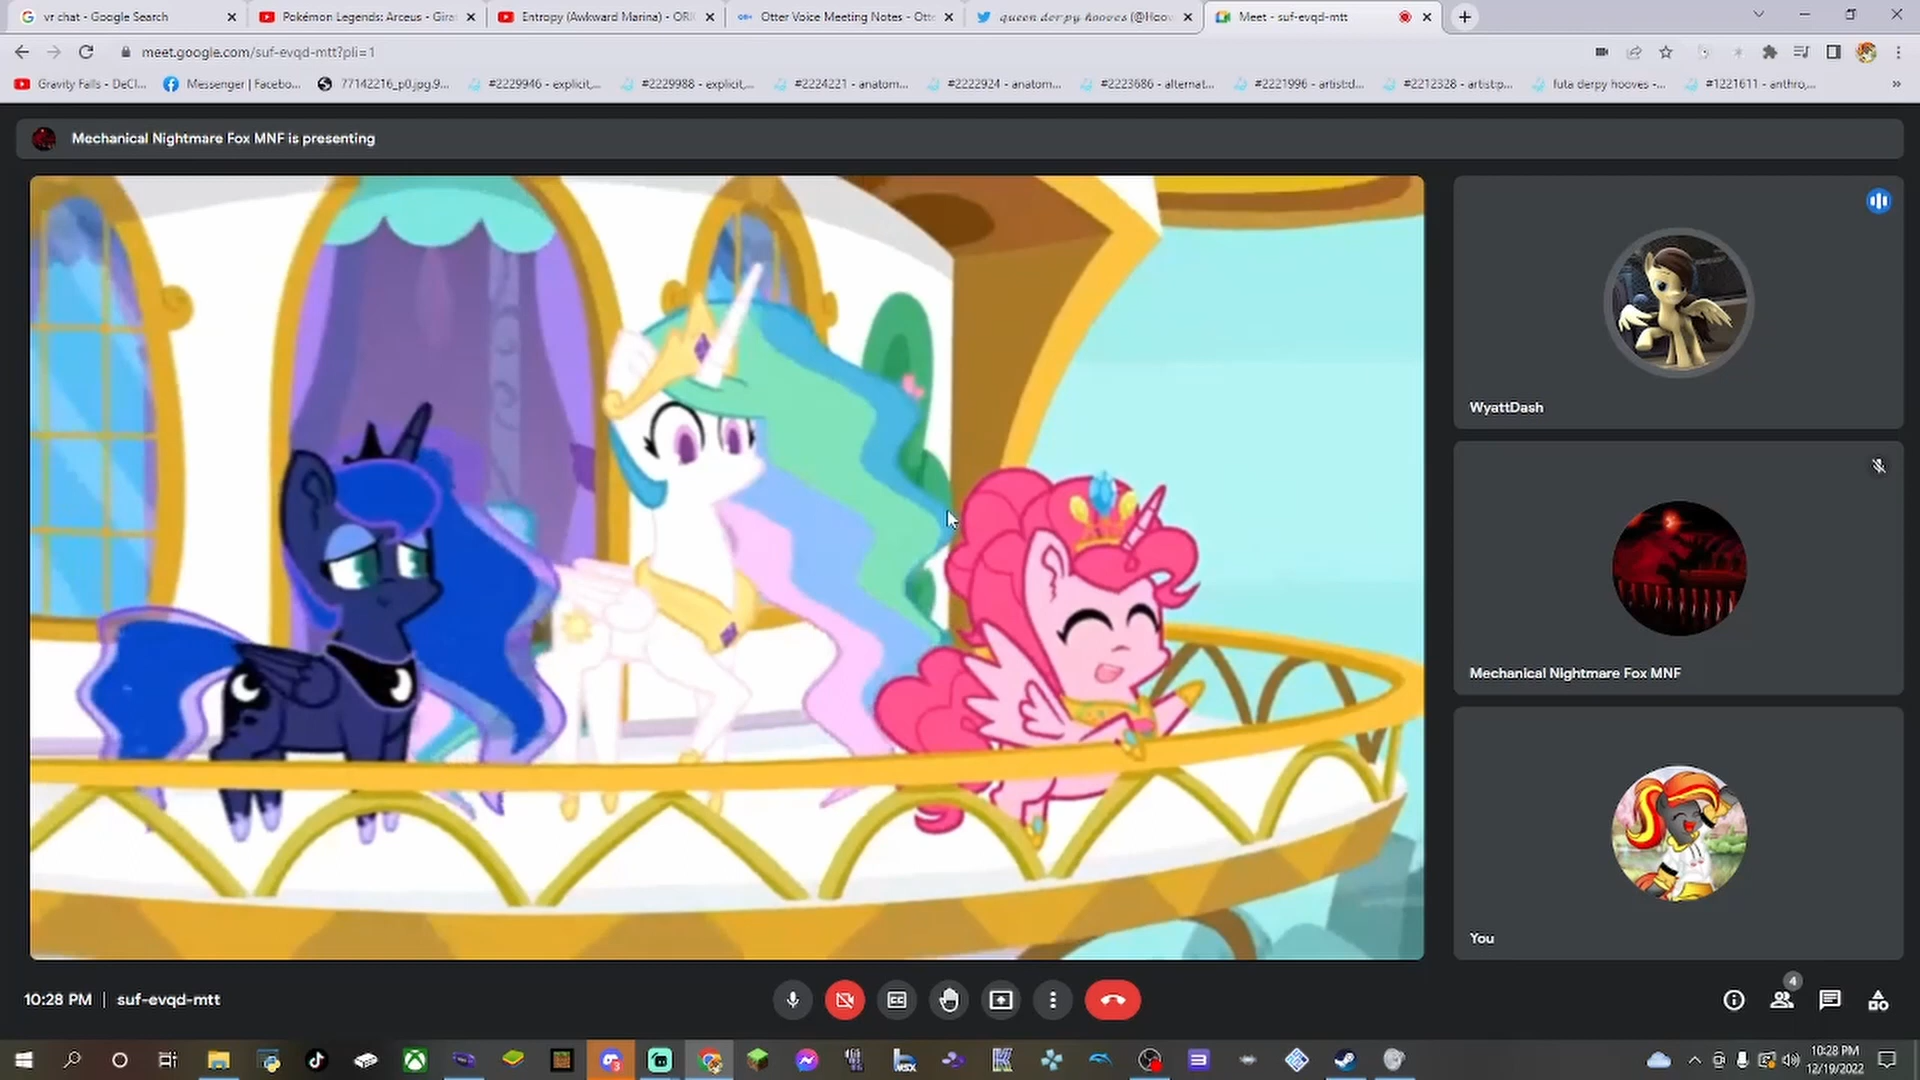 vr chat - Google Search
Pokémon Legends: Arceus - Gira
Entropy (Awkward Marina) - ORI
Otter Voice Meeting Notes - Otte
queen derpy hooves (@Hoov
Meet - suf-evqd-mtt
meet.google.com/suf-evqd-mtt?pli=1
Gravity Falls - DeCl...
Messenger | Facebo...
77142216_p0.jpg.9...
#2229946 - explicit,...
#2229988 - explicit,...
#2224221 - anatom...
#2222924 - anatom...
#2223686 - alternat...
#2221996 - artist:d...
#2212328 - artist:p...
futa derpy hooves -...
#1221611 - anthro,...
Mechanical Nightmare Fox MNF is presenting
WyattDash
Mechanical Nightmare Fox MNF
You
10:28 PM | suf-evqd-mtt
4
10:28 PM
12/19/2022